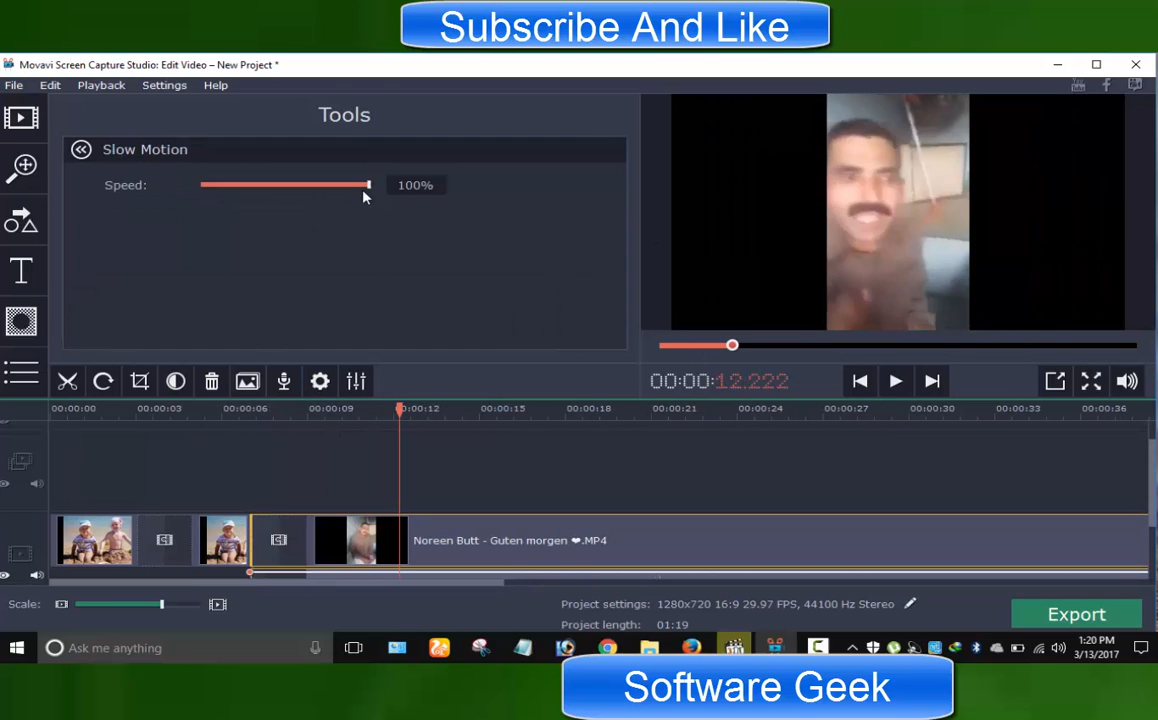 Subscribe And Like
Movavi Screen Capture Studio: Edit Video – New Project *
File Edit Playback Settings Help
Tools
Slow Motion
Speed: 100%
00:00:12.222
00:00:00 00:00:03 00:00:06 00:00:09 00:00:12 00:00:15 00:00:18 00:00:21 00:00:24 00:00:27 00:00:30 00:00:33 00:00:36
Noreen Butt - Guten morgen ❤.MP4
Scale:
Project settings: 1280x720 16:9 29.97 FPS, 44100 Hz Stereo
Project length: 01:19
Export
Ask me anything
1:20 PM
3/13/2017
Software Geek